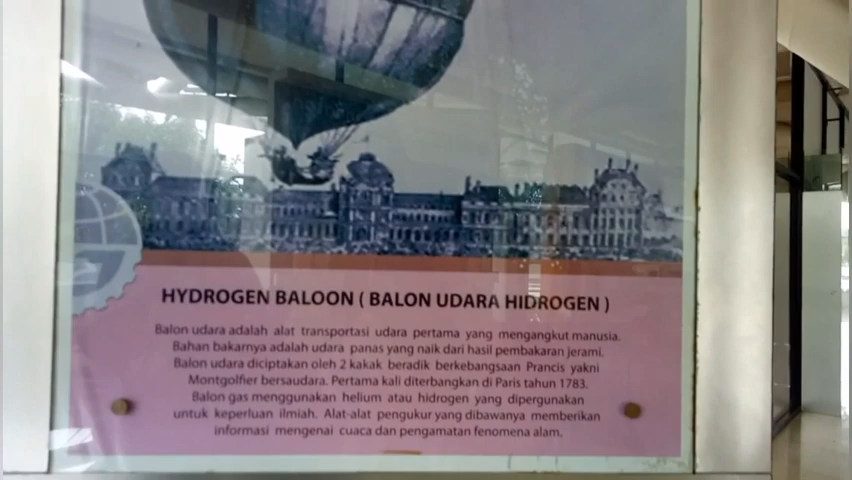 HYDROGEN BALOON ( BALON UDARA HIDROGEN )
Balon udara adalah alat transportasi udara pertama yang mengangkut manusia.
Bahan bakarnya adalah udara panas yang naik dari hasil pembakaran jerami.
Balon udara diciptakan oleh 2 kakak beradik berkebangsaan Prancis yakni
Montgolfier bersaudara. Pertama kali diterbangkan di Paris tahun 1783.
Balon gas menggunakan helium atau hidrogen yang dipergunakan
untuk keperluan ilmiah. Alat-alat pengukur yang dibawanya memberikan
informasi mengenai cuaca dan pengamatan fenomena alam.